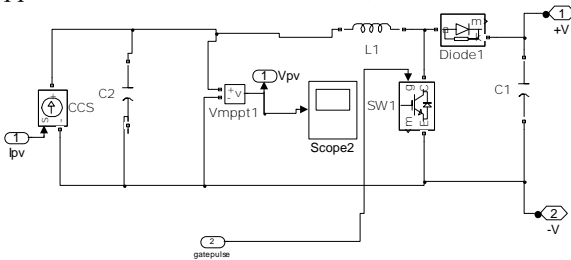 1
+V
L1
m
a
k
Diode1
C2
1
Vpv
+
-
v
Vmppt1
C1
+
CCS
s
-
g
C
SW1
m
E
1
Ipv
Scope2
2
-V
2
gatepulse